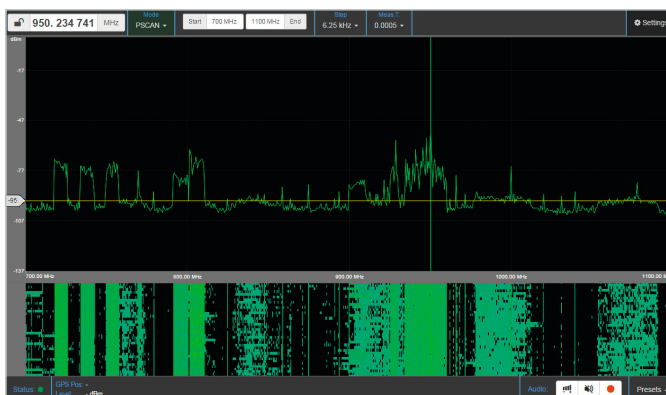 950. 234 741 MHz
Mode
PSCAN
Start 700 MHz 1100 MHz End
Step
6.25 kHz
Meas.T.
0.0005
Settings
dBm
-17
-47
-77
-95
-107
-137
700.00 MHz 800.00 MHz 900.00 MHz 1000.00 MHz 1100.00 M
Status:
GPS Pos: -
Level: - dBm
Audio:
Presets